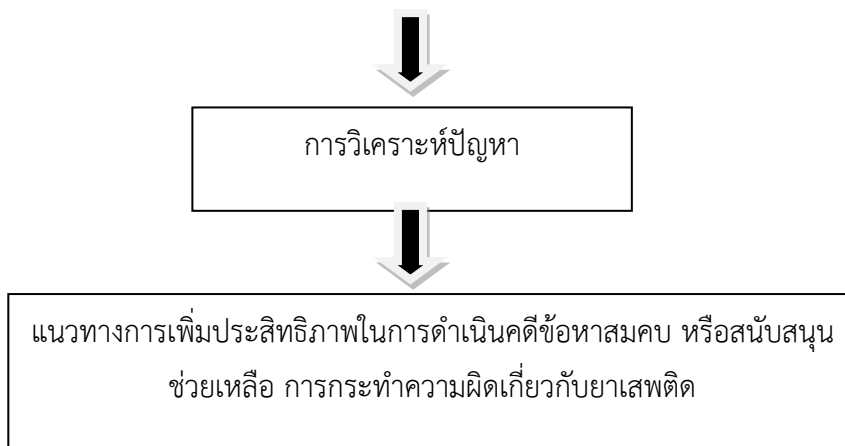 การวิเคราะห์ปัญหา
แนวทางการเพิ่มประสิทธิภาพในการดำเนินคดีข้อหาสมคบ หรือสนับสนุน
ช่วยเหลือ การกระทำความผิดเกี่ยวกับยาเสพติด